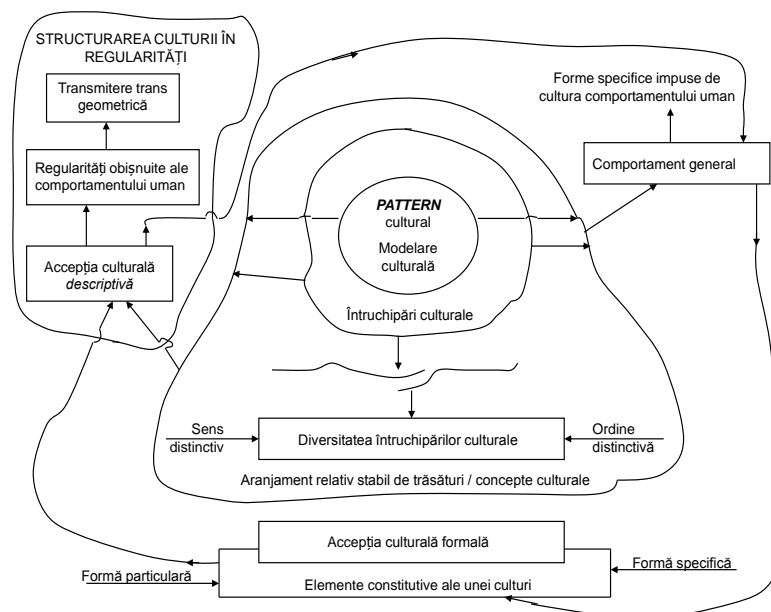 STRUCTURAREA CULTURII ÎN
REGULARITĂȚI
Transmitere trans
geometrică
Regularități obișnuite ale
comportamentului uman
Accepția culturală
descriptivă
Forme specifice impuse de
cultura comportamentului uman
Comportament general
PATTERN
cultural
Modelare
culturală
Întruchipări culturale
Sens
distinctiv
Diversitatea întruchipărilor culturale
Ordine
distinctivă
Aranjament relativ stabil de trăsături / concepte culturale
Accepția culturală formală
Formă particulară
Elemente constitutive ale unei culturi
Formă specifică